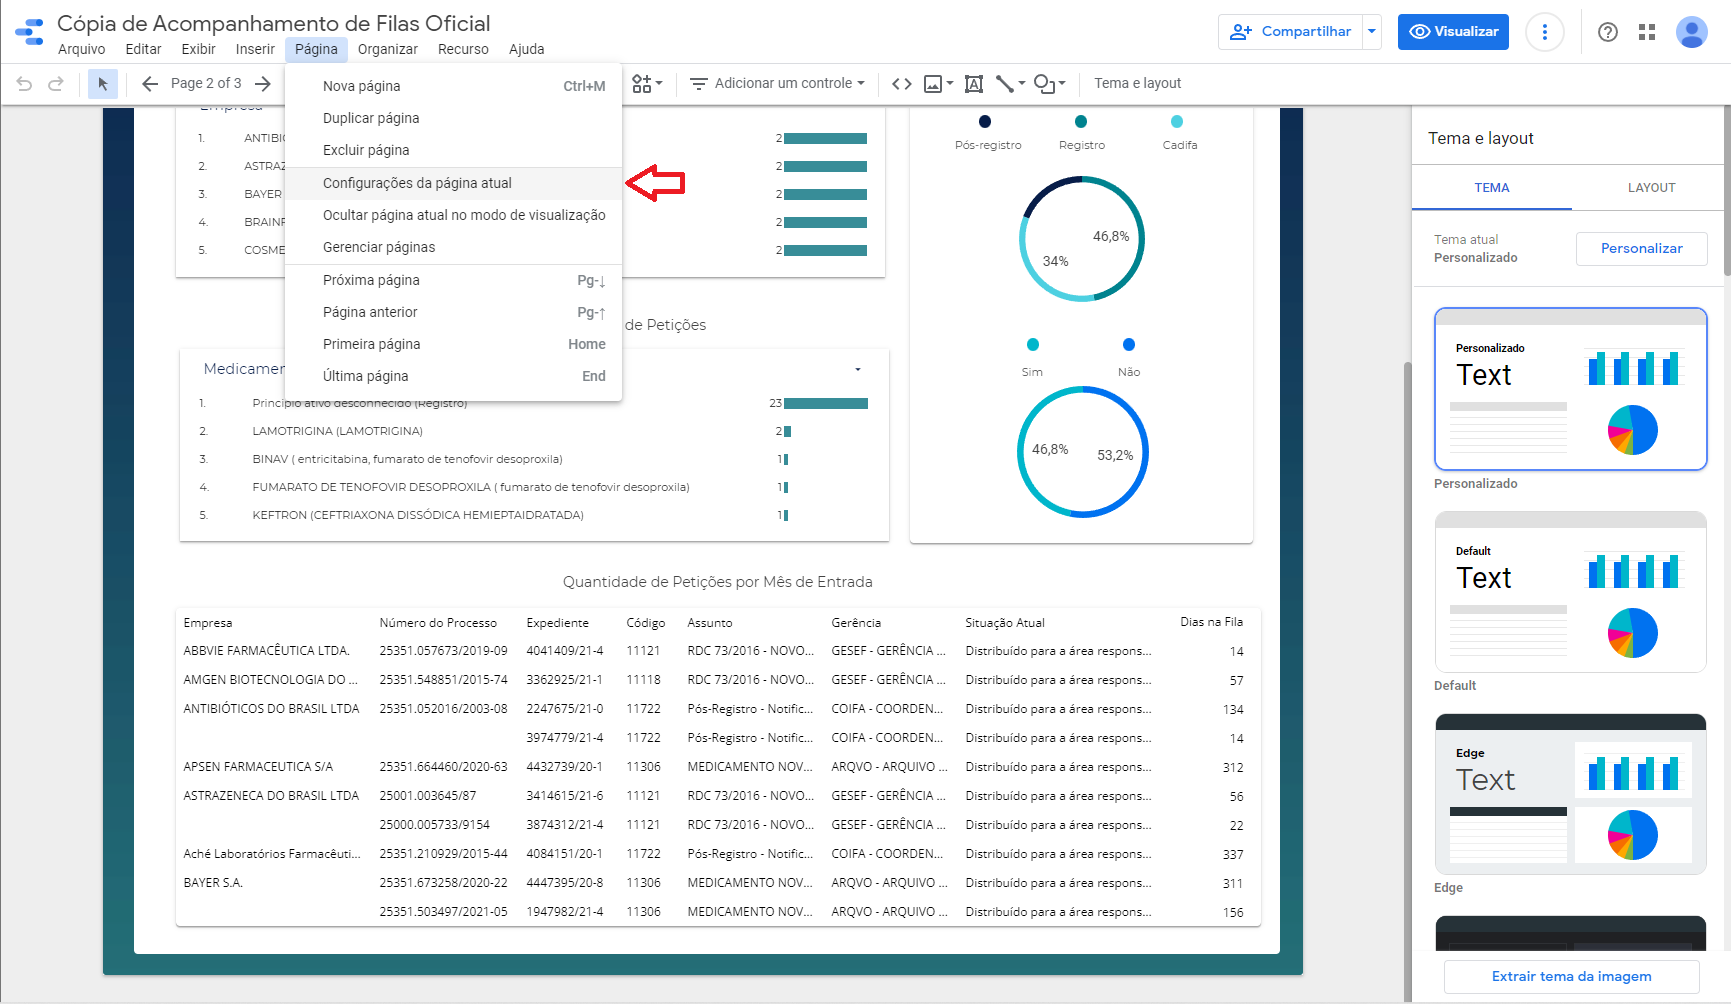 Cópia de Acompanhamento de Filas Oficial
Arquivo Editar Exibir Inserir Página Organizar Recurso Ajuda
Compartilhar
Visualizar
Page 2 of 3
Adicionar um controle
Tema e layout
Nova página Ctrl+M
Duplicar página
Excluir página
Configurações da página atual
Ocultar página atual no modo de visualização
Gerenciar páginas
Próxima página Pg-↓
Página anterior Pg-↑
Primeira página Home
Última página End
Empresa
1. ANTIBIÓ 2
2. ASTRAZ 2
3. BAYER 2
4. BRAINF 2
5. COSME 2
de Petições
Medicamen
1. Princípio ativo desconhecido (Registro) 23
2. LAMOTRIGINA (LAMOTRIGINA) 2
3. BINAV ( entricitabina, fumarato de tenofovir desoproxila) 1
4. FUMARATO DE TENOFOVIR DESOPROXILA ( fumarato de tenofovir desoproxila) 1
5. KEFTRON (CEFTRIAXONA DISSÓDICA HEMIEPTAIDRATADA) 1
Pós-registro Registro Cadifa
46,8%
34%
Sim Não
46,8% 53,2%
Quantidade de Petições por Mês de Entrada
Empresa Número do Processo Expediente Código Assunto Gerência Situação Atual Dias na Fila
ABBVIE FARMACÊUTICA LTDA. 25351.057673/2019-09 4041409/21-4 11121 RDC 73/2016 - NOVO... GESEF - GERÊNCIA ... Distribuído para a área respons... 14
AMGEN BIOTECNOLOGIA DO ... 25351.548851/2015-74 3362925/21-1 11118 RDC 73/2016 - NOVO... GESEF - GERÊNCIA ... Distribuído para a área respons... 57
ANTIBIÓTICOS DO BRASIL LTDA 25351.052016/2003-08 2247675/21-0 11722 Pós-Registro - Notific... COIFA - COORDEN... Distribuído para a área respons... 134
3974779/21-4 11722 Pós-Registro - Notific... COIFA - COORDEN... Distribuído para a área respons... 14
APSEN FARMACEUTICA S/A 25351.664460/2020-63 4432739/20-1 11306 MEDICAMENTO NOV... ARQVO - ARQUIVO ... Distribuído para a área respons... 312
ASTRAZENECA DO BRASIL LTDA 25001.003645/87 3414615/21-6 11121 RDC 73/2016 - NOVO... GESEF - GERÊNCIA ... Distribuído para a área respons... 56
25000.005733/9154 3874312/21-4 11121 RDC 73/2016 - NOVO... GESEF - GERÊNCIA ... Distribuído para a área respons... 22
Aché Laboratórios Farmacêuti... 25351.210929/2015-44 4084151/20-1 11722 Pós-Registro - Notific... COIFA - COORDEN... Distribuído para a área respons... 337
BAYER S.A. 25351.673258/2020-22 4447395/20-8 11306 MEDICAMENTO NOV... ARQVO - ARQUIVO ... Distribuído para a área respons... 311
25351.503497/2021-05 1947982/21-4 11306 MEDICAMENTO NOV... ARQVO - ARQUIVO ... Distribuído para a área respons... 156
Tema e layout
TEMA LAYOUT
Tema atual
Personalizado
Personalizar
Personalizado
Text
Personalizado
Default
Text
Default
Edge
Text
Edge
Extrair tema da imagem